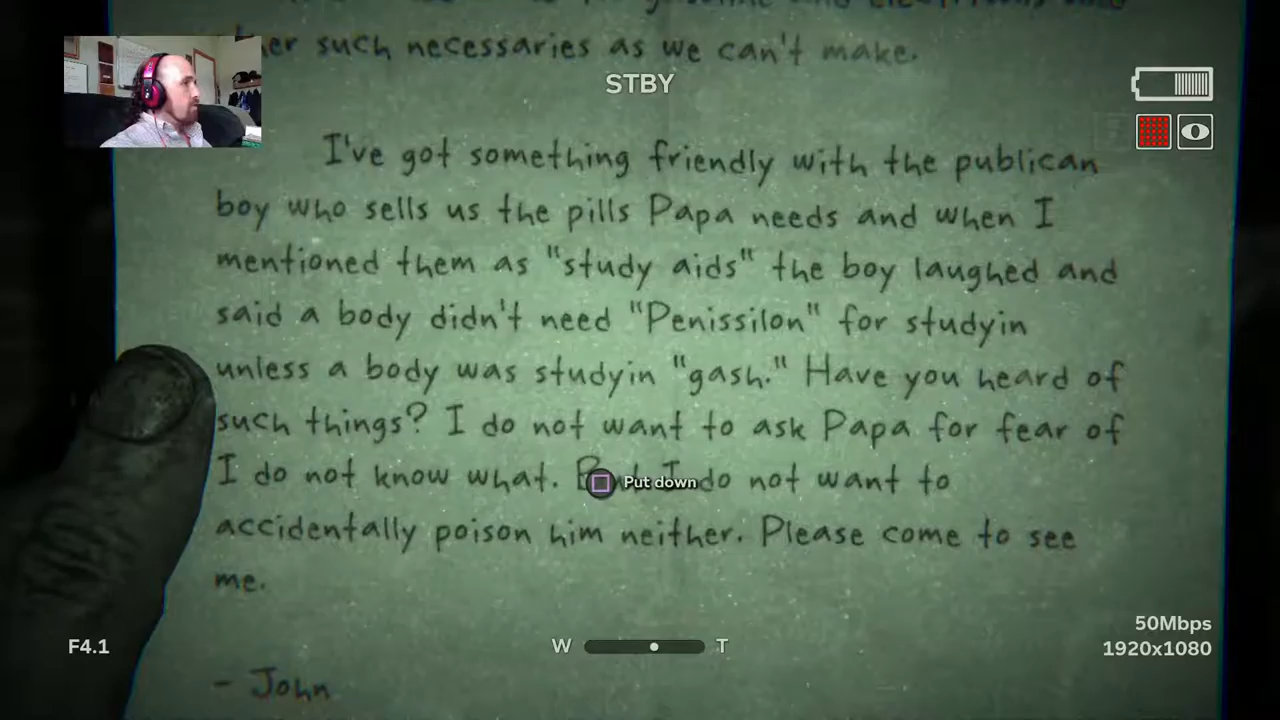 her such necessaries as we can't make.
STBY
I've got something friendly with the publican
boy who sells us the pills Papa needs and when I
mentioned them as "study aids" the boy laughed and
said a body didn't need "Penissilon" for studyin
unless a body was studyin "gash." Have you heard of
such things? I do not want to ask Papa for fear of
I do not know what. But I do not want to
Put down
accidentally poison him neither. Please come to see
me.
F4.1
W T
50Mbps
1920x1080
- John